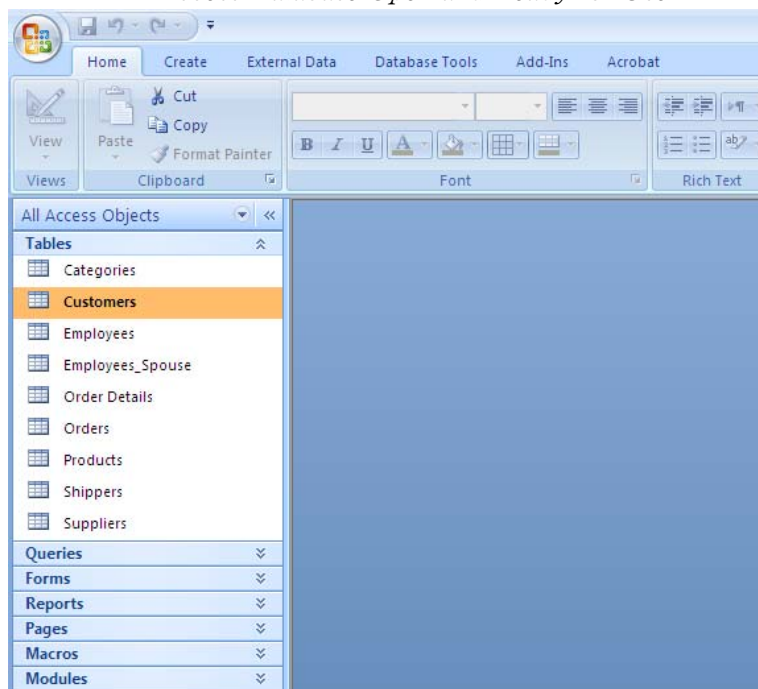 Home Create External Data Database Tools Add-Ins Acrobat
View
Views
Paste
Cut
Copy
Format Painter
Clipboard
B I U A
Font
ab
Rich Text
All Access Objects
Tables
Categories
Customers
Employees
Employees_Spouse
Order Details
Orders
Products
Shippers
Suppliers
Queries
Forms
Reports
Pages
Macros
Modules